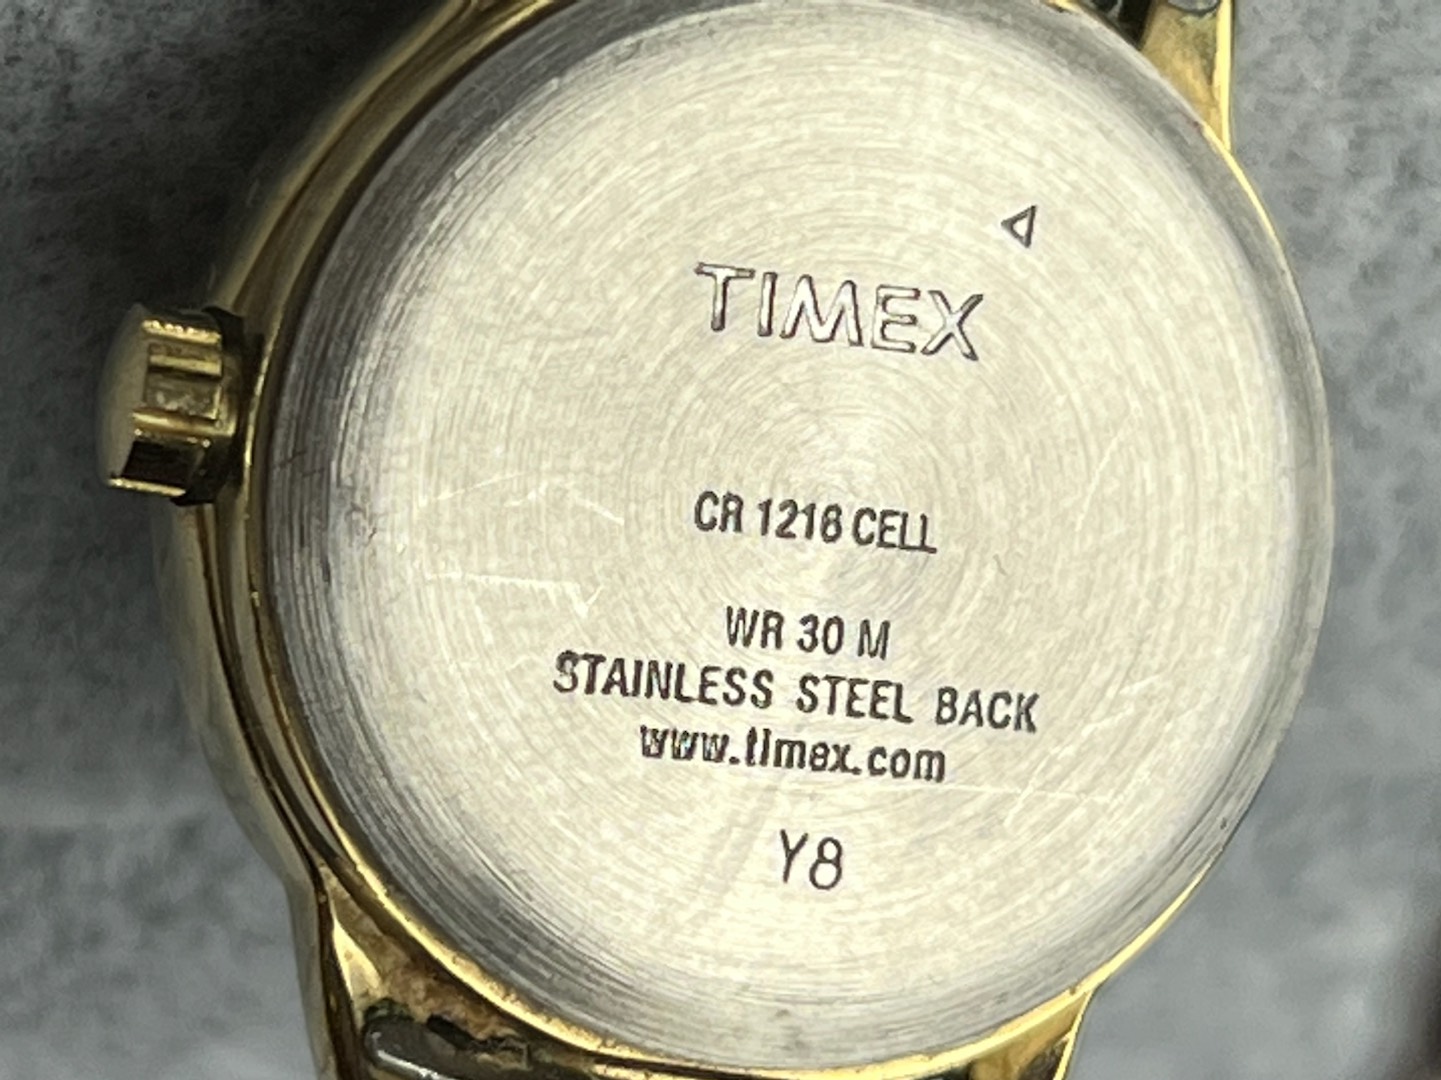 TIMEX
CR 1216 CELL
WR 30 M
STAINLESS STEEL BACK
www.timex.com
Y8